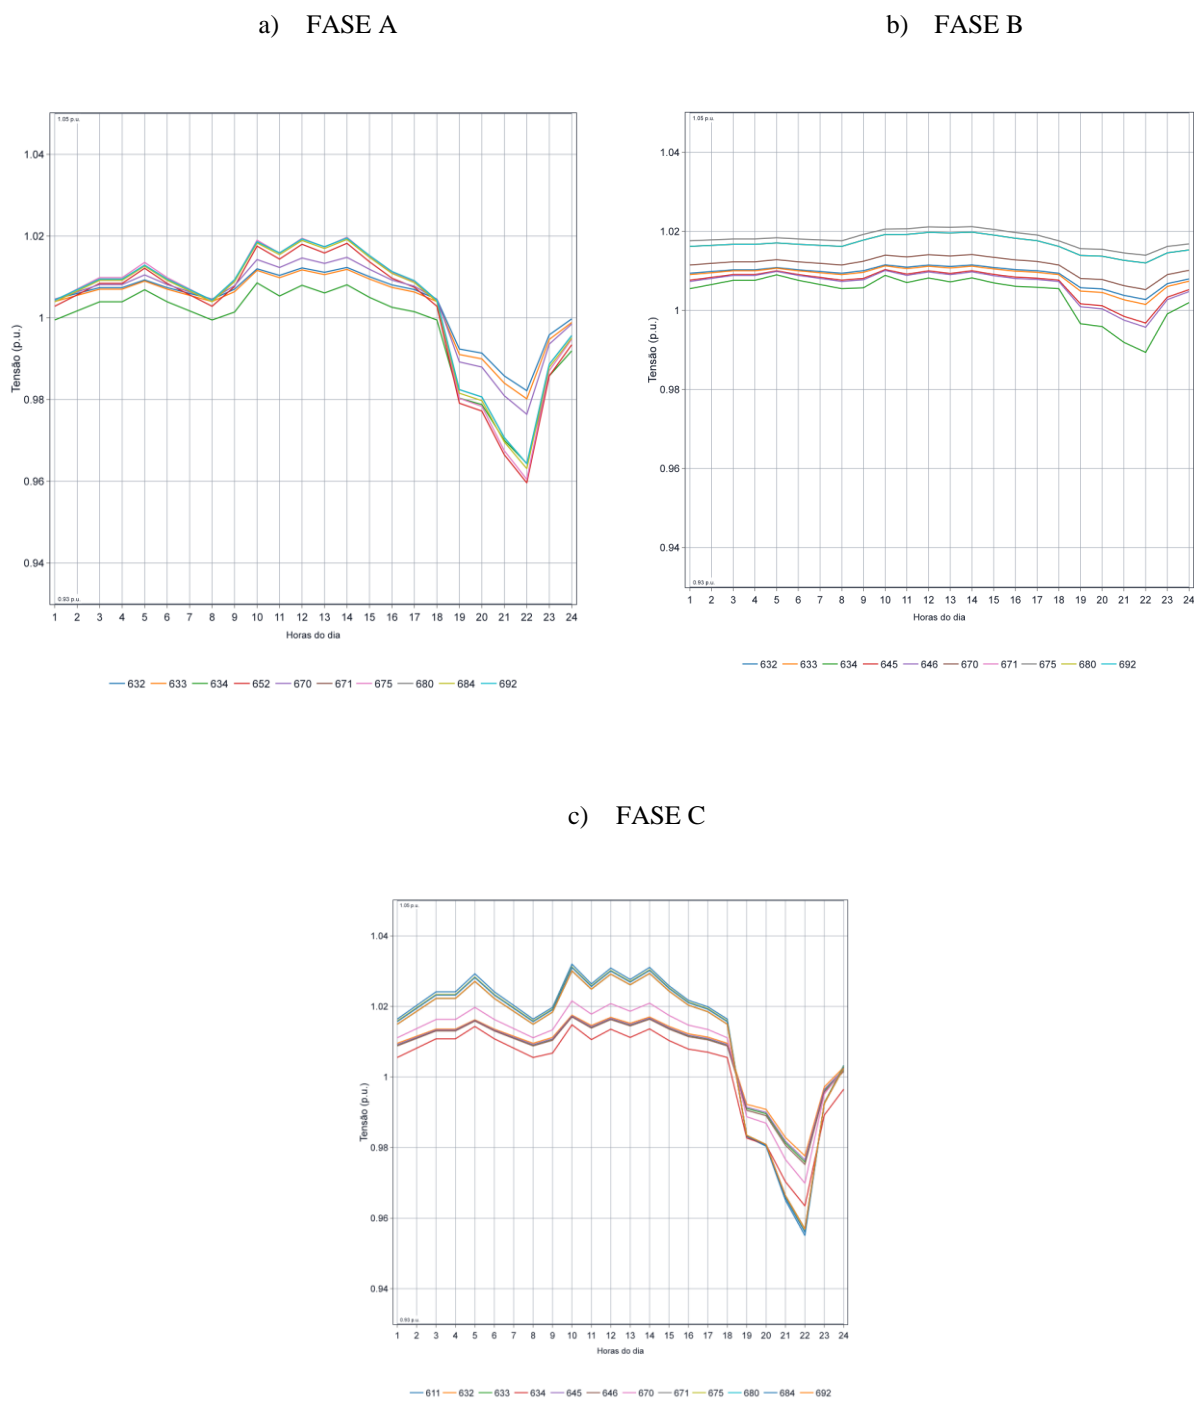 a) FASE A
1.05 p.u.
1.04
1.02
1
0.98
0.96
0.94
0.93 p.u.
Tensão (p.u.)
1 2 3 4 5 6 7 8 9 10 11 12 13 14 15 16 17 18 19 20 21 22 23 24
Horas do dia
632 633 634 652 670 671 675 680 684 692
b) FASE B
1.05 p.u.
1.04
1.02
1
0.98
0.96
0.94
0.93 p.u.
Tensão (p.u.)
1 2 3 4 5 6 7 8 9 10 11 12 13 14 15 16 17 18 19 20 21 22 23 24
Horas do dia
632 633 634 645 646 670 671 675 680 692
c) FASE C
1.05 p.u.
1.04
1.02
1
0.98
0.96
0.94
0.93 p.u.
Tensão (p.u.)
1 2 3 4 5 6 7 8 9 10 11 12 13 14 15 16 17 18 19 20 21 22 23 24
Horas do dia
611 632 633 634 645 646 670 671 675 680 684 692